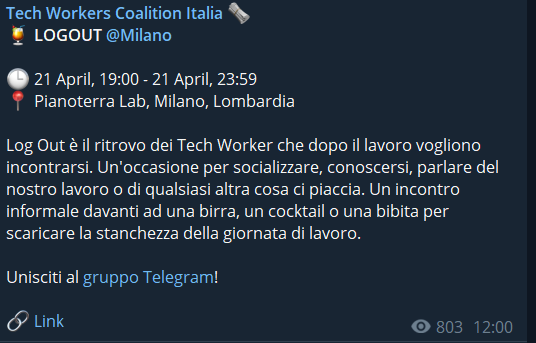 Tech Workers Coalition Italia 🗞️
🍹 LOGOUT @Milano
🕒 21 April, 19:00 - 21 April, 23:59
📍 Pianoterra Lab, Milano, Lombardia
Log Out è il ritrovo dei Tech Worker che dopo il lavoro vogliono
incontrarsi. Un'occasione per socializzare, conoscersi, parlare del
nostro lavoro o di qualsiasi altra cosa ci piaccia. Un incontro
informale davanti ad una birra, un cocktail o una bibita per
scaricare la stanchezza della giornata di lavoro.
Unisciti al gruppo Telegram!
🔗 Link
803 12:00